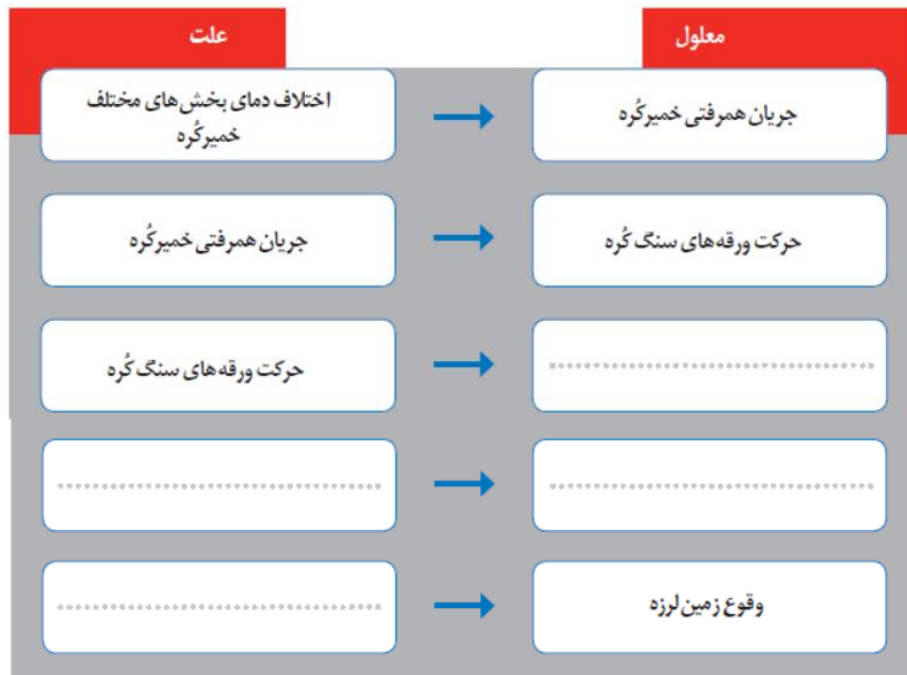 علت
معلول
اختلاف دمای بخش‌های مختلف
خمیرکُره
جریان همرفتی خمیرکُره
جریان همرفتی خمیرکُره
حرکت ورقه‌های سنگ کُره
حرکت ورقه‌های سنگ کُره
وقوع زمین‌لرزه